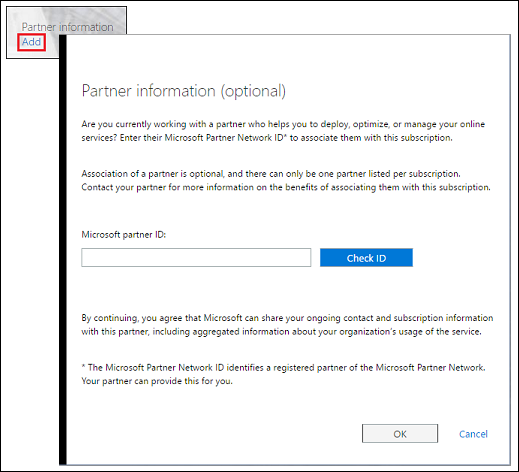 Partner information
Add
Partner information (optional)
Are you currently working with a partner who helps you to deploy, optimize, or manage your online
services? Enter their Microsoft Partner Network ID* to associate them with this subscription.
Association of a partner is optional, and there can only be one partner listed per subscription.
Contact your partner for more information on the benefits of associating them with this subscription.
Microsoft partner ID:
Check ID
By continuing, you agree that Microsoft can share your ongoing contact and subscription information
with this partner, including aggregated information about your organization's usage of the service.
* The Microsoft Partner Network ID identifies a registered partner of the Microsoft Partner Network.
Your partner can provide this for you.
OK
Cancel